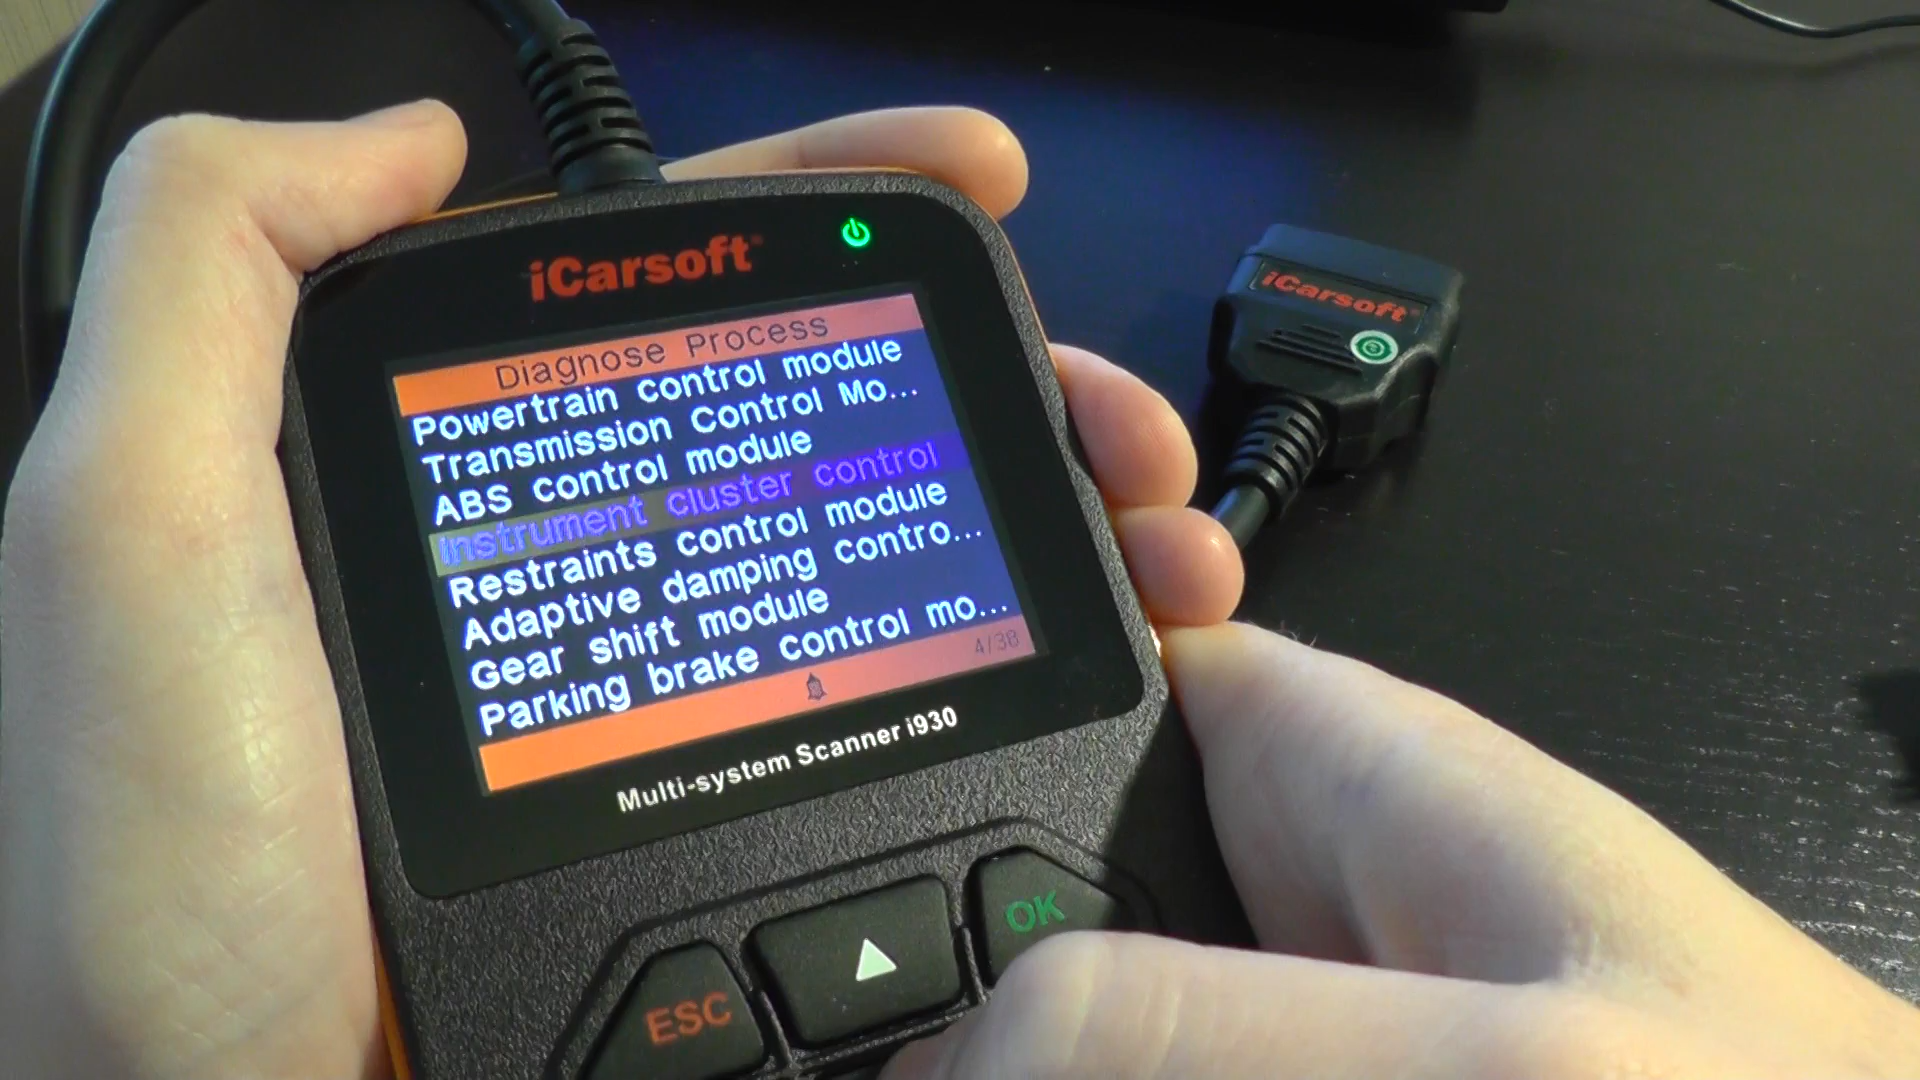 iCarsoft®
Diagnose Process
Powertrain control module
Transmission Control Mo...
ABS control module
Instrument cluster control
Restraints control module
Adaptive damping contro...
Gear shift module
Parking brake control mo...
4/38
Multi-system Scanner i930
ESC
OK
iCarsoft®